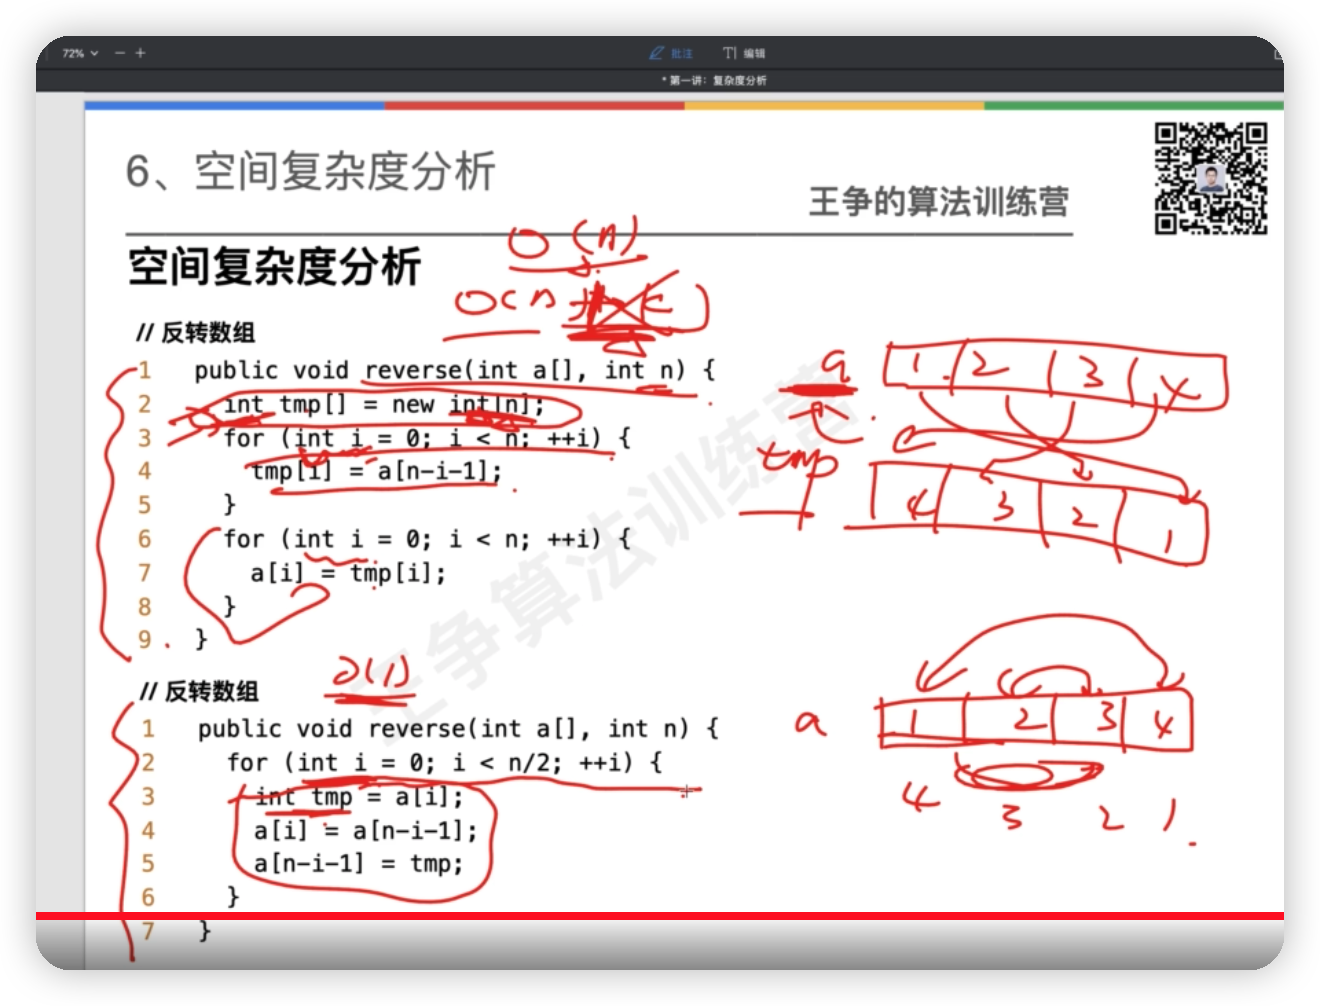 72%
批注
编辑
* 第一讲：复杂度分析
6、空间复杂度分析
王争的算法训练营
空间复杂度分析
O(n)
O(n
// 反转数组
1 public void reverse(int a[], int n) {
2 int tmp[] = new int[n];
3 for (int i = 0; i < n; ++i) {
4 tmp[i] = a[n-i-1];
5 }
6 for (int i = 0; i < n; ++i) {
7 a[i] = tmp[i];
8 }
9 }
a 1 2 3 4
tmp 4 3 2 1
王争算法训练营
O(1)
// 反转数组
1 public void reverse(int a[], int n) {
2 for (int i = 0; i < n/2; ++i) {
3 int tmp = a[i];
4 a[i] = a[n-i-1];
5 a[n-i-1] = tmp;
6 }
7 }
a 1 2 3 4
4 3 2 1